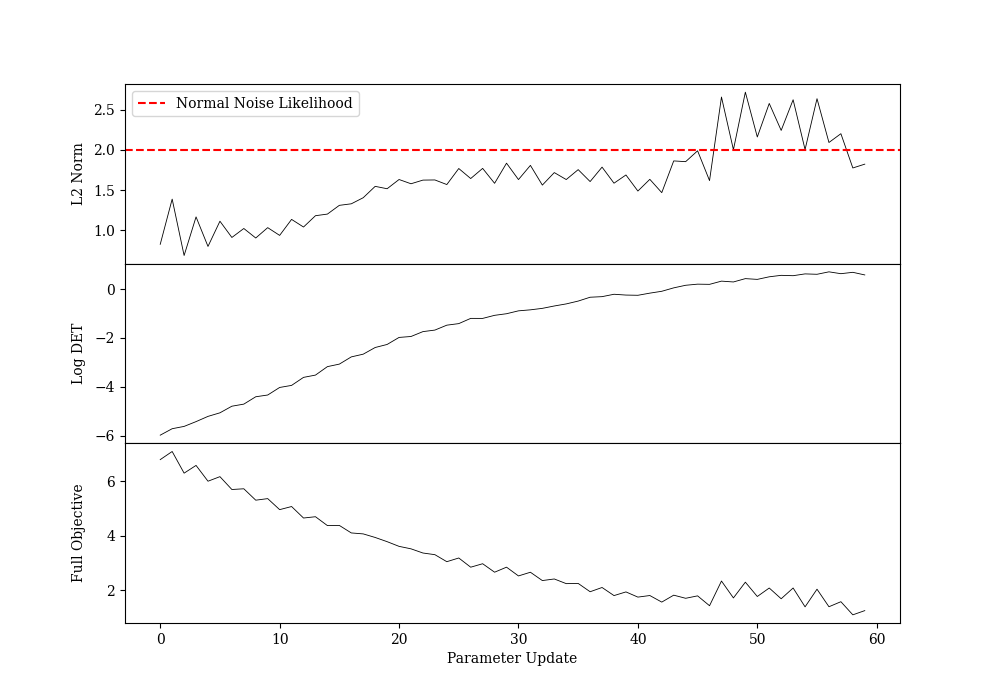 Normal Noise Likelihood
2.5
2.0
1.5
1.0
L2 Norm
0
−2
−4
−6
Log DET
6
4
2
Full Objective
0 10 20 30 40 50 60
Parameter Update